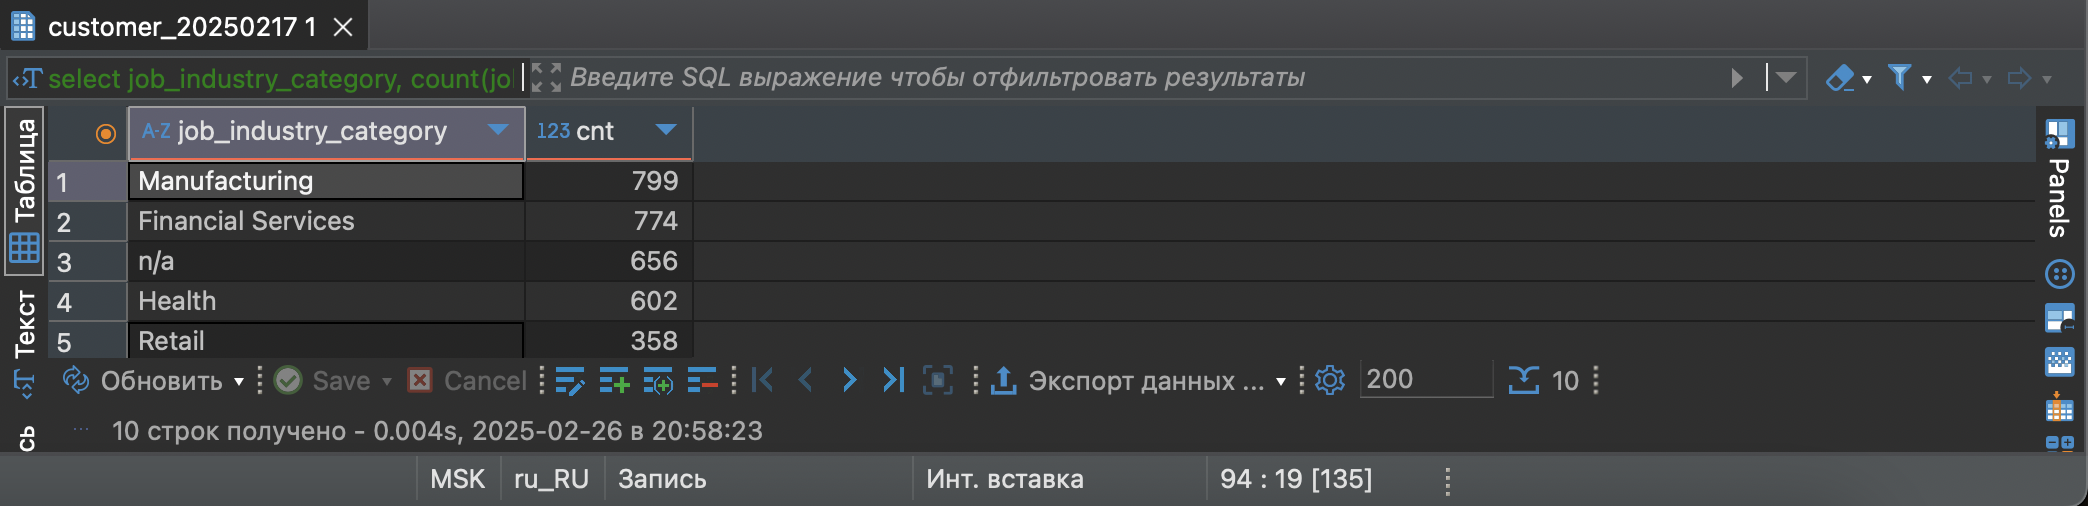 customer_20250217 1
select job_industry_category, count(jo
Введите SQL выражение чтобы отфильтровать результаты
Таблица
Текст
сь
A-Z job_industry_category 123 cnt
1 Manufacturing 799
2 Financial Services 774
3 n/a 656
4 Health 602
5 Retail 358
Panels
Обновить Save Cancel Экспорт данных ... 200 10
10 строк получено - 0.004s, 2025-02-26 в 20:58:23
MSK ru_RU Запись Инт. вставка 94 : 19 [135]